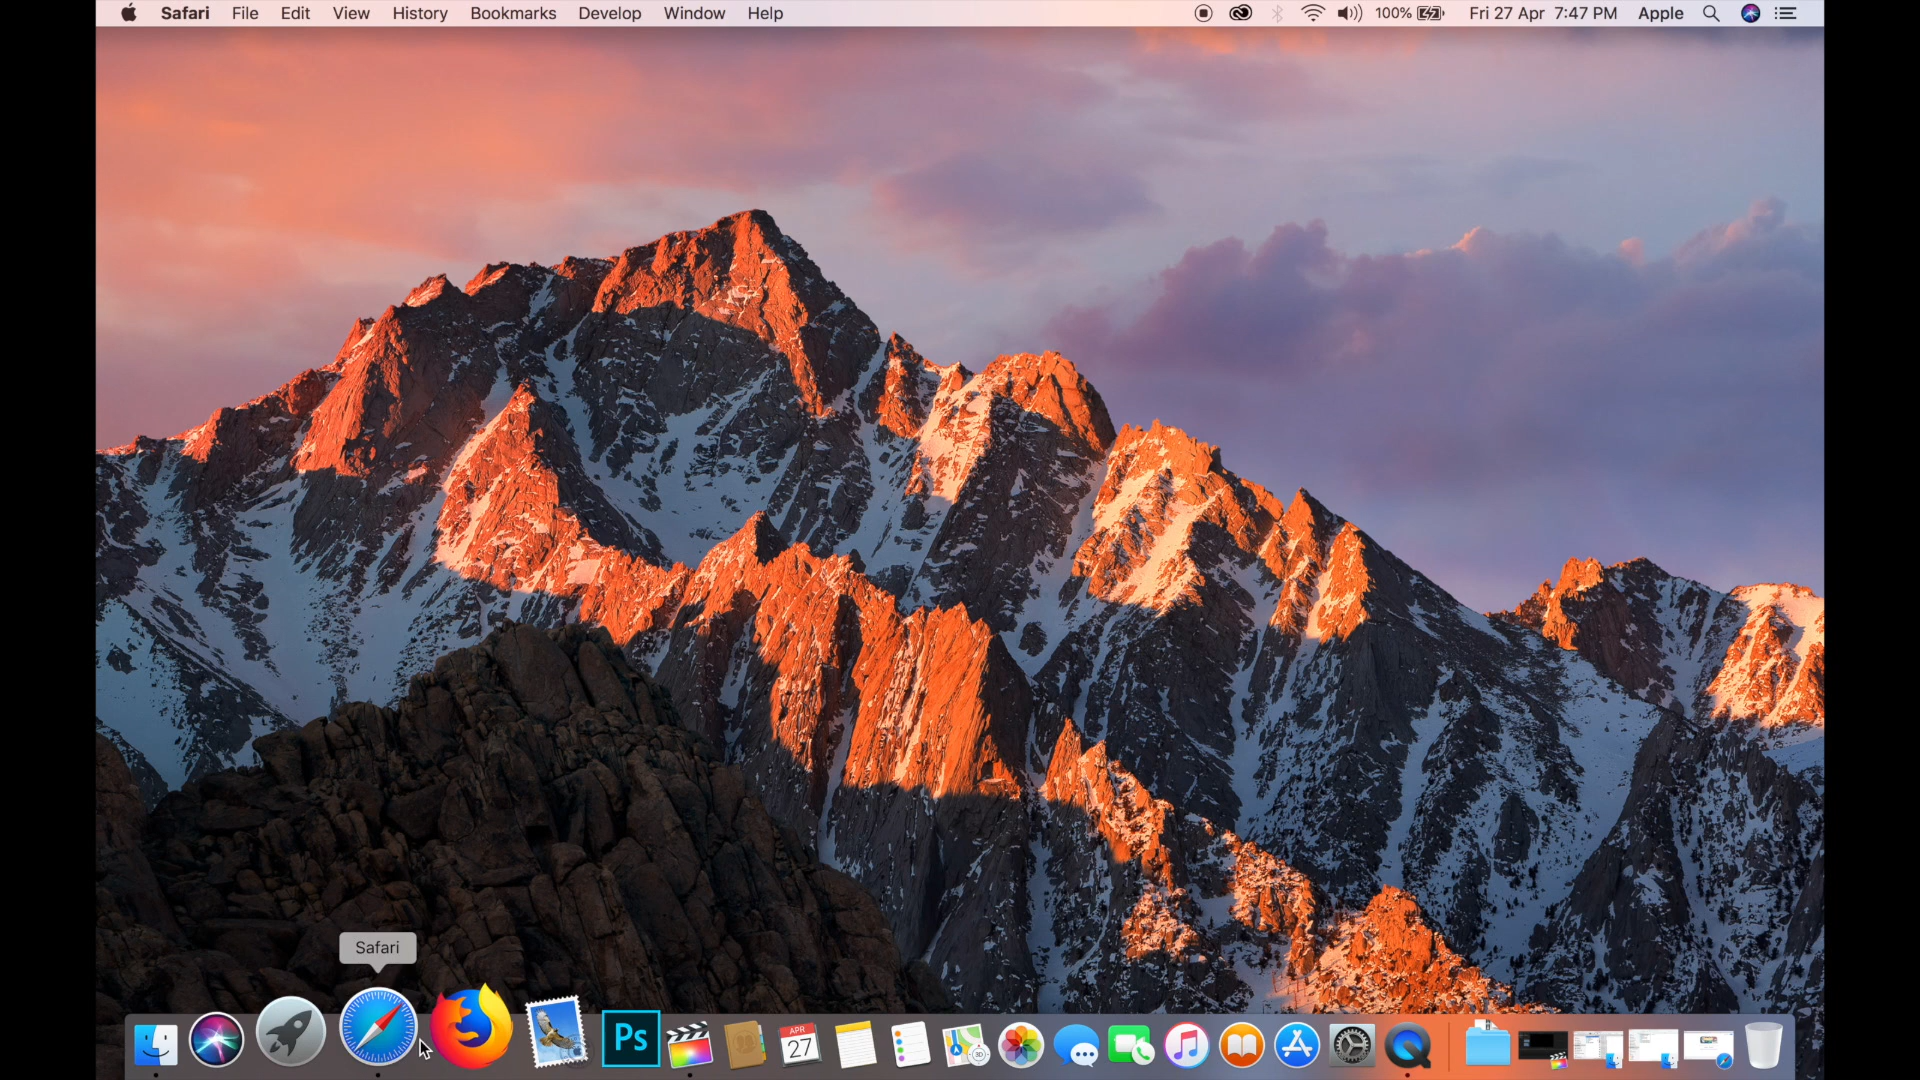 Safari File Edit View History Bookmarks Develop Window Help 100% Fri 27 Apr 7:47 PM Apple
Safari
Ps
APR
27
3D